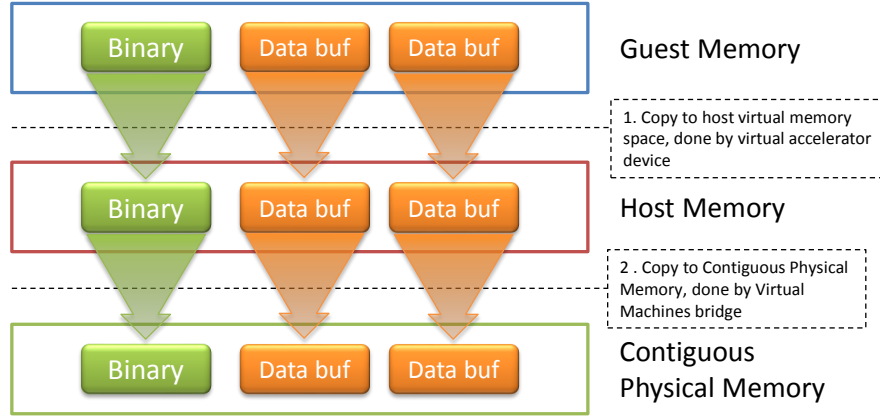 Binary
Data buf
Data buf
Guest Memory
1. Copy to host virtual memory
space, done by virtual accelerator
device
Binary
Data buf
Data buf
Host Memory
2 . Copy to Contiguous Physical
Memory, done by Virtual
Machines bridge
Binary
Data buf
Data buf
Contiguous
Physical Memory